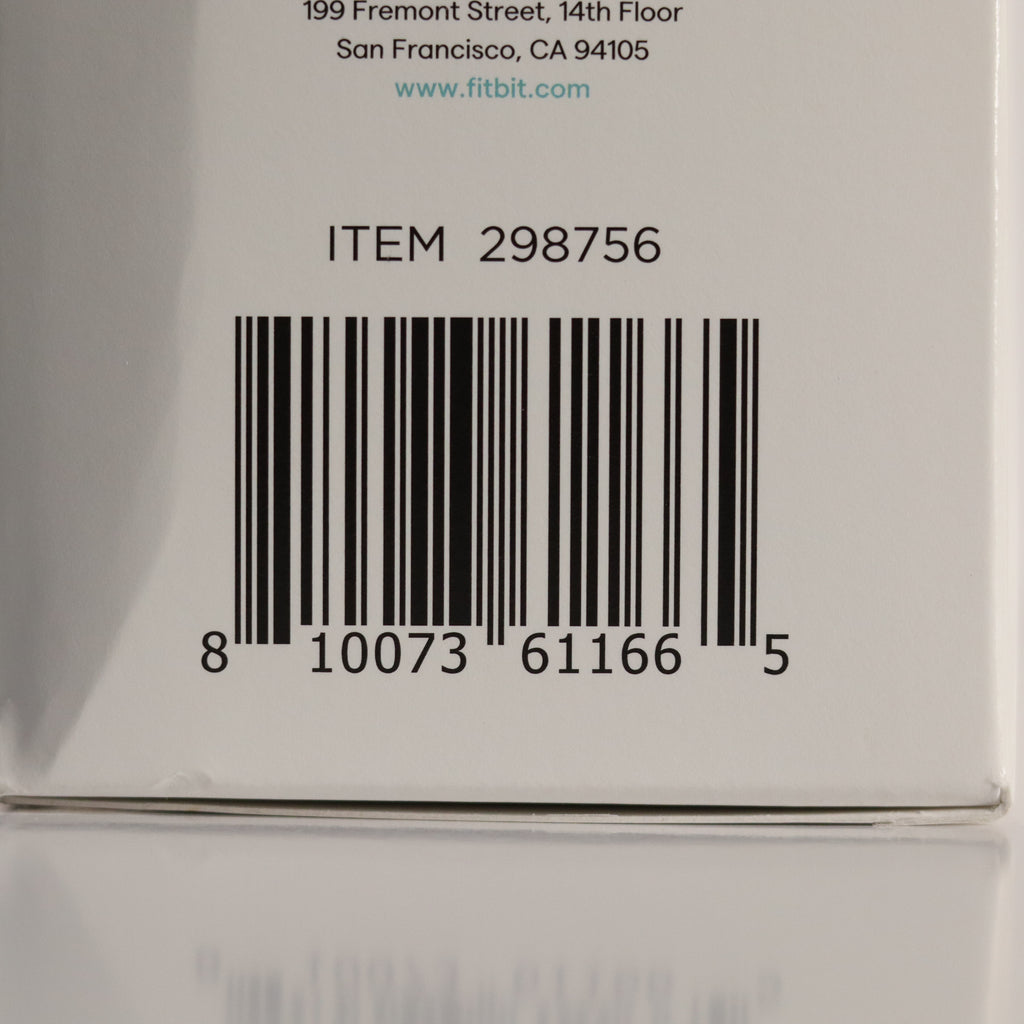 199 Fremont Street, 14th Floor
San Francisco, CA 94105
www.fitbit.com
ITEM 298756
8 10073 61166 5